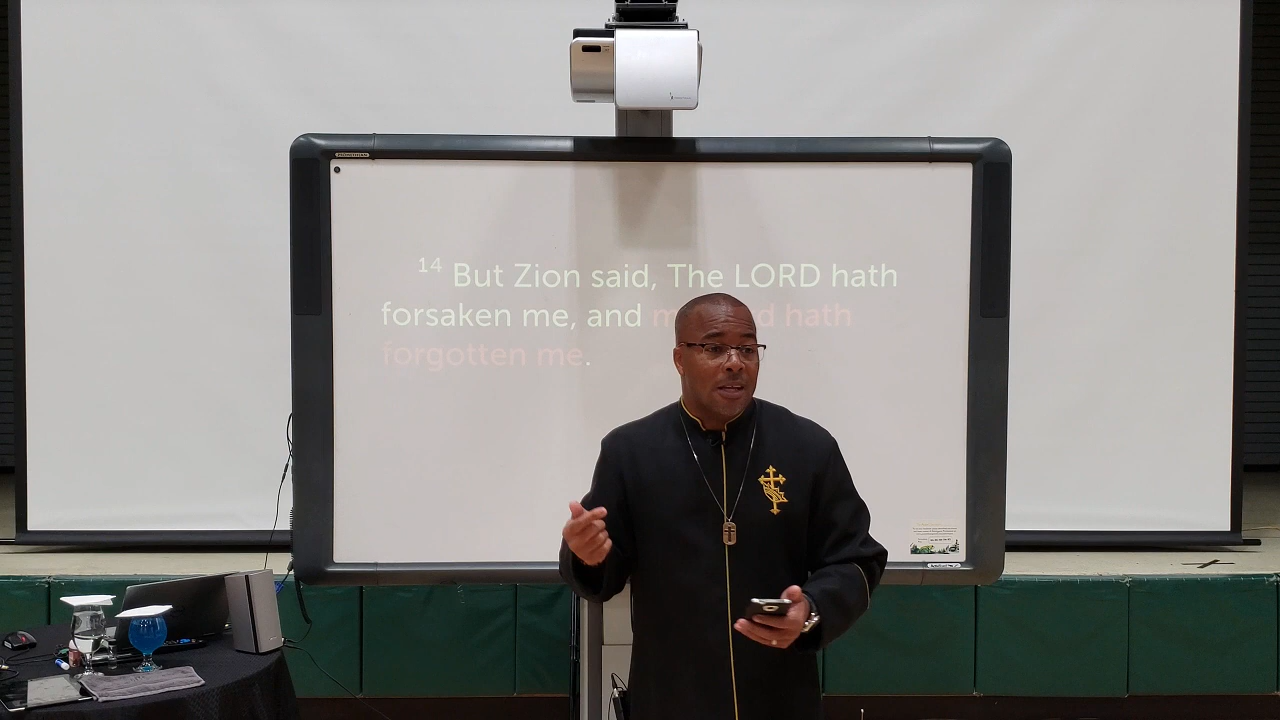 14 But Zion said, The LORD hath
forsaken me, and hath
forgotten me.